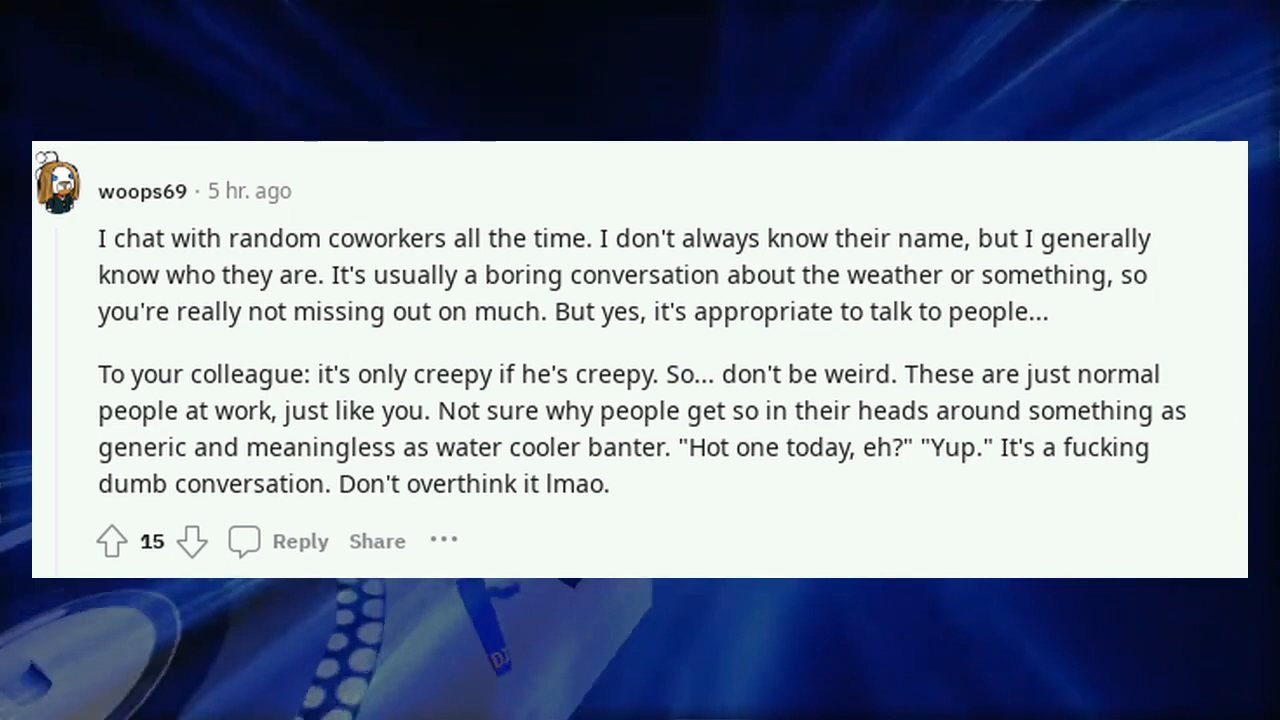 woops69 · 5 hr. ago
I chat with random coworkers all the time. I don't always know their name, but I generally
know who they are. It's usually a boring conversation about the weather or something, so
you're really not missing out on much. But yes, it's appropriate to talk to people...
To your colleague: it's only creepy if he's creepy. So... don't be weird. These are just normal
people at work, just like you. Not sure why people get so in their heads around something as
generic and meaningless as water cooler banter. "Hot one today, eh?" "Yup." It's a fucking
dumb conversation. Don't overthink it lmao.
15 Reply Share ···
DJ